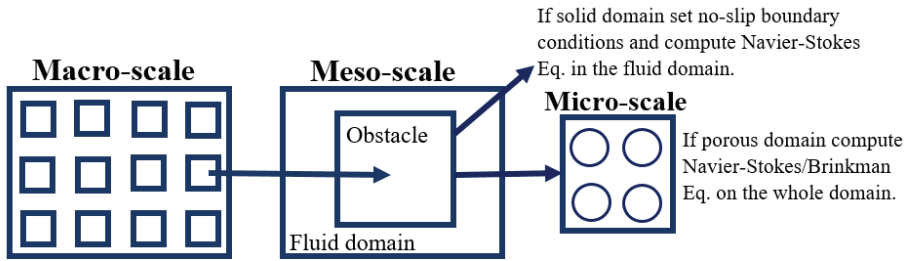 Macro-scale
Meso-scale
Obstacle
Fluid domain
If solid domain set no-slip boundary
conditions and compute Navier-Stokes
Eq. in the fluid domain.
Micro-scale
If porous domain compute
Navier-Stokes/Brinkman
Eq. on the whole domain.